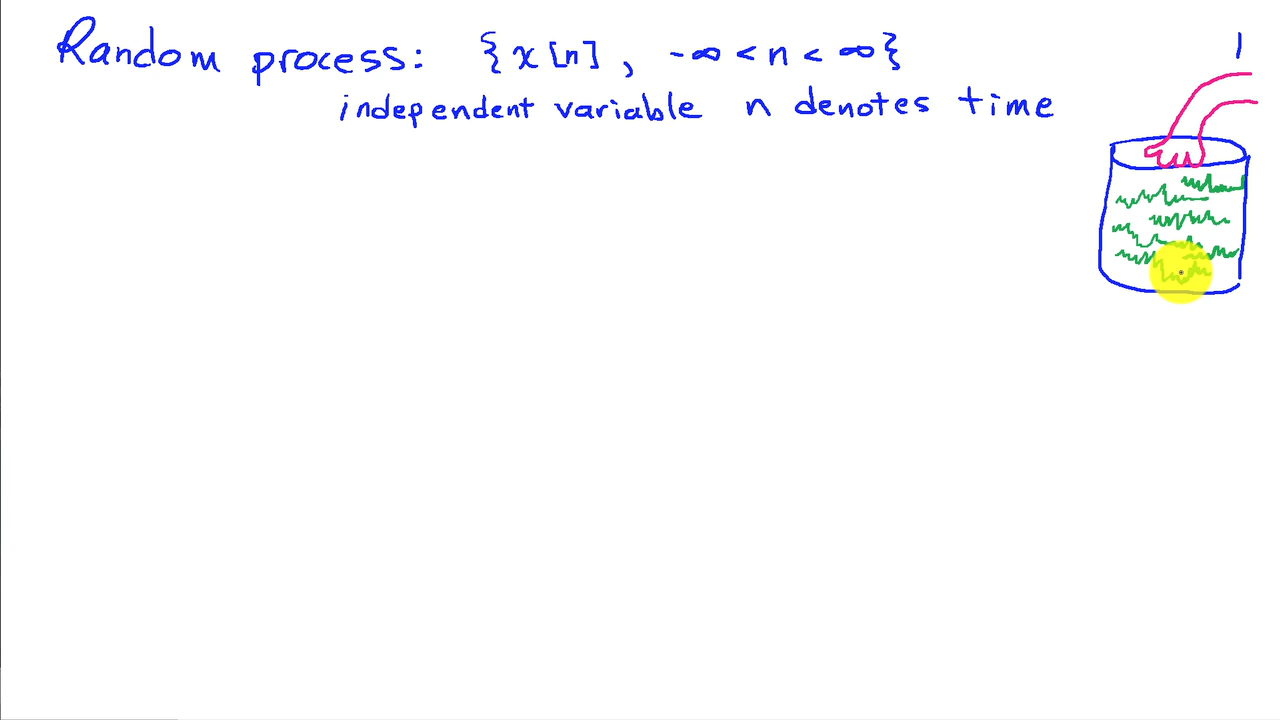 Random process: {x[n], -∞ < n < ∞}
1
independent variable n denotes time